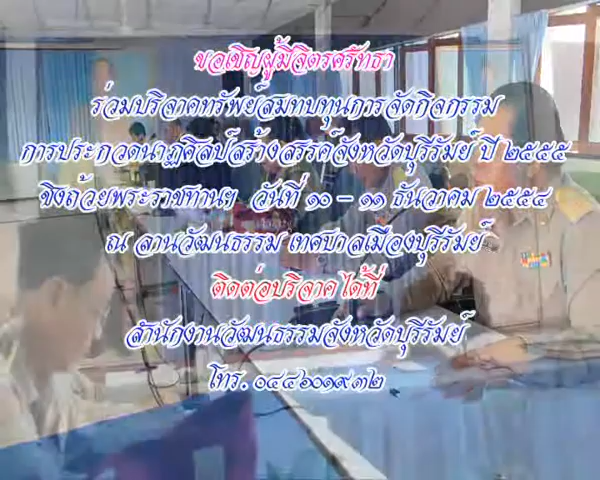 ขอเชิญผู้มีจิตรศรัทธา
ร่วมบริจาคทรัพย์สมทบทุนการจัดกิจกรรม
การประกวดนาฏศิลป์สร้างสรรค์จังหวัดบุรีรัมย์ ปี ๒๕๕๕
ชิงถ้วยพระราชทานฯ วันที่ ๑๐ - ๑๑ ธันวาคม ๒๕๕๔
ณ ลานวัฒนธรรม เทศบาลเมืองบุรีรัมย์
ติดต่อบริจาค ได้ที่
สำนักงานวัฒนธรรมจังหวัดบุรีรัมย์
โทร.